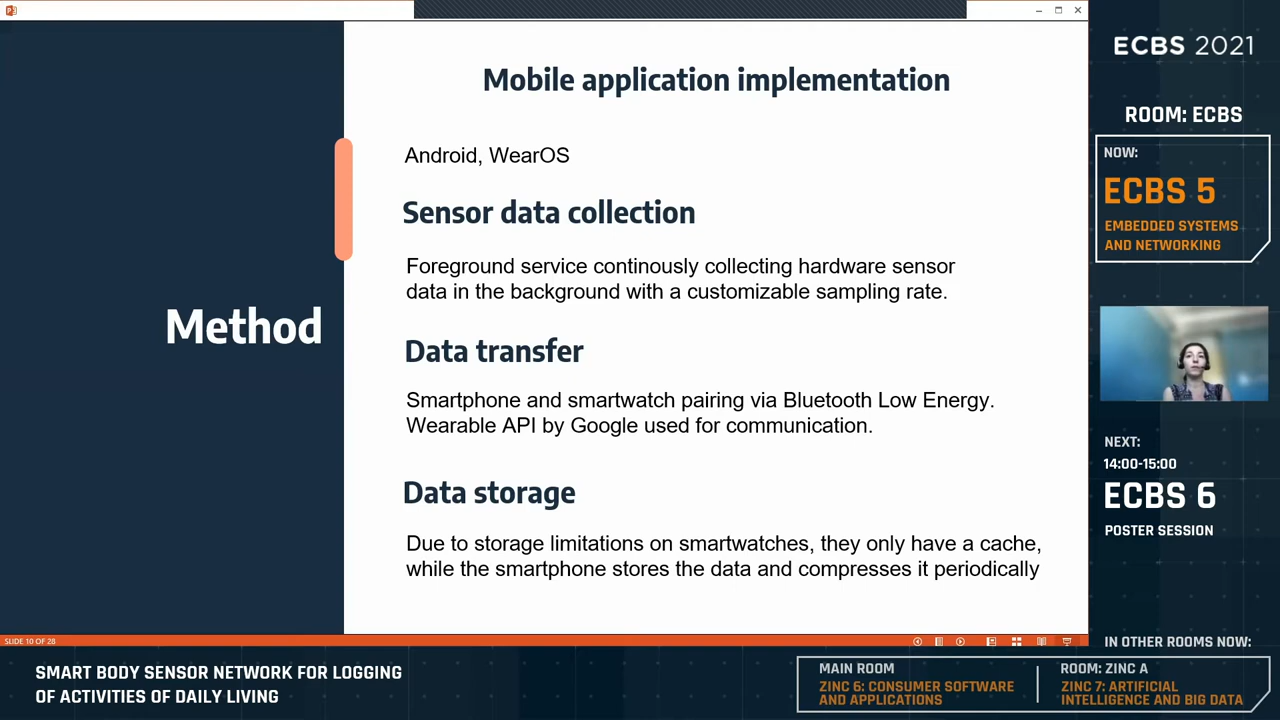 Mobile application implementation
Android, WearOS
Sensor data collection
Foreground service continously collecting hardware sensor
data in the background with a customizable sampling rate.
Method
Data transfer
Smartphone and smartwatch pairing via Bluetooth Low Energy.
Wearable API by Google used for communication.
Data storage
Due to storage limitations on smartwatches, they only have a cache,
while the smartphone stores the data and compresses it periodically
SLIDE 10 OF 28
ECBS 2021
ROOM: ECBS
NOW:
ECBS 5
EMBEDDED SYSTEMS
AND NETWORKING
NEXT:
14:00-15:00
ECBS 6
POSTER SESSION
IN OTHER ROOMS NOW:
SMART BODY SENSOR NETWORK FOR LOGGING
OF ACTIVITIES OF DAILY LIVING
MAIN ROOM
ZINC 6: CONSUMER SOFTWARE
AND APPLICATIONS
ROOM: ZINC A
ZINC 7: ARTIFICIAL
INTELLIGENCE AND BIG DATA